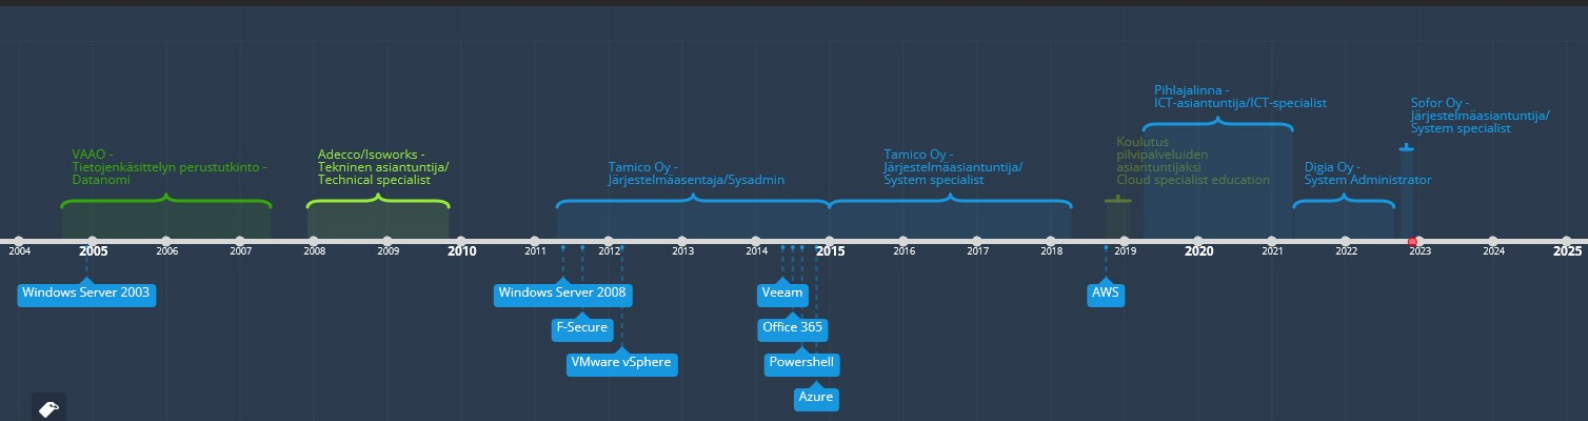 VAAO -
Tietojenkäsittelyn perustutkinto -
Datanomi
Adecco/Isoworks -
Tekninen asiantuntija/
Technical specialist
Tamico Oy -
Järjestelmäasentaja/Sysadmin
Tamico Oy -
Järjestelmäasiantuntija/
System specialist
Koulutus
pilvipalveluiden
asiantuntijaksi
Cloud specialist education
Pihlajalinna -
ICT-asiantuntija/ICT-specialist
Digia Oy -
System Administrator
Sofor Oy -
Järjestelmäasiantuntija/
System specialist
2004 2005 2006 2007 2008 2009 2010 2011 2012 2013 2014 2015 2016 2017 2018 2019 2020 2021 2022 2023 2024 2025
Windows Server 2003
Windows Server 2008
F-Secure
VMware vSphere
Veeam
Office 365
Powershell
Azure
AWS